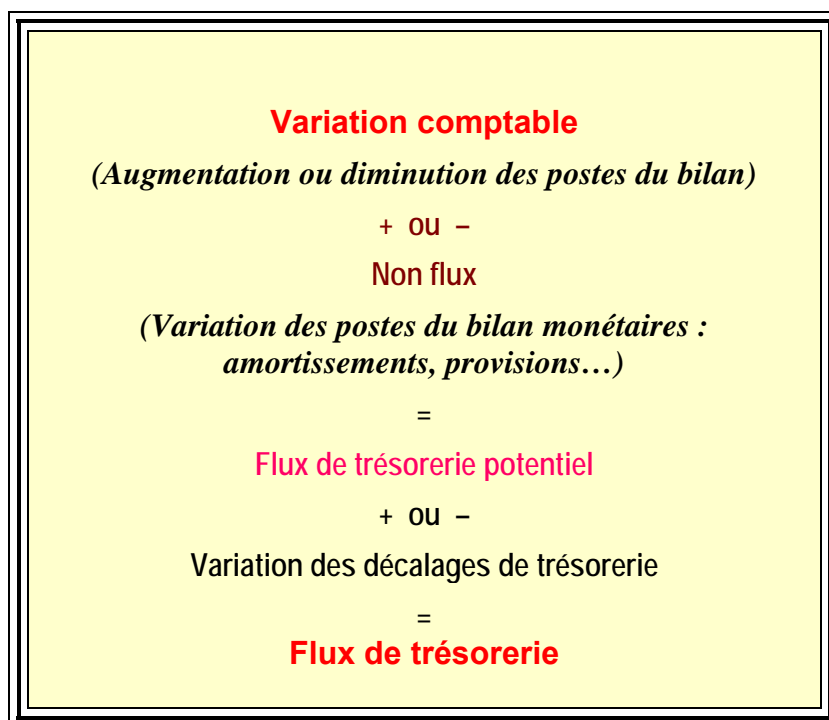 Variation comptable
(Augmentation ou diminution des postes du bilan)
+ ou –
Non flux
(Variation des postes du bilan monétaires :
amortissements, provisions…)
=
Flux de trésorerie potentiel
+ ou –
Variation des décalages de trésorerie
=
Flux de trésorerie